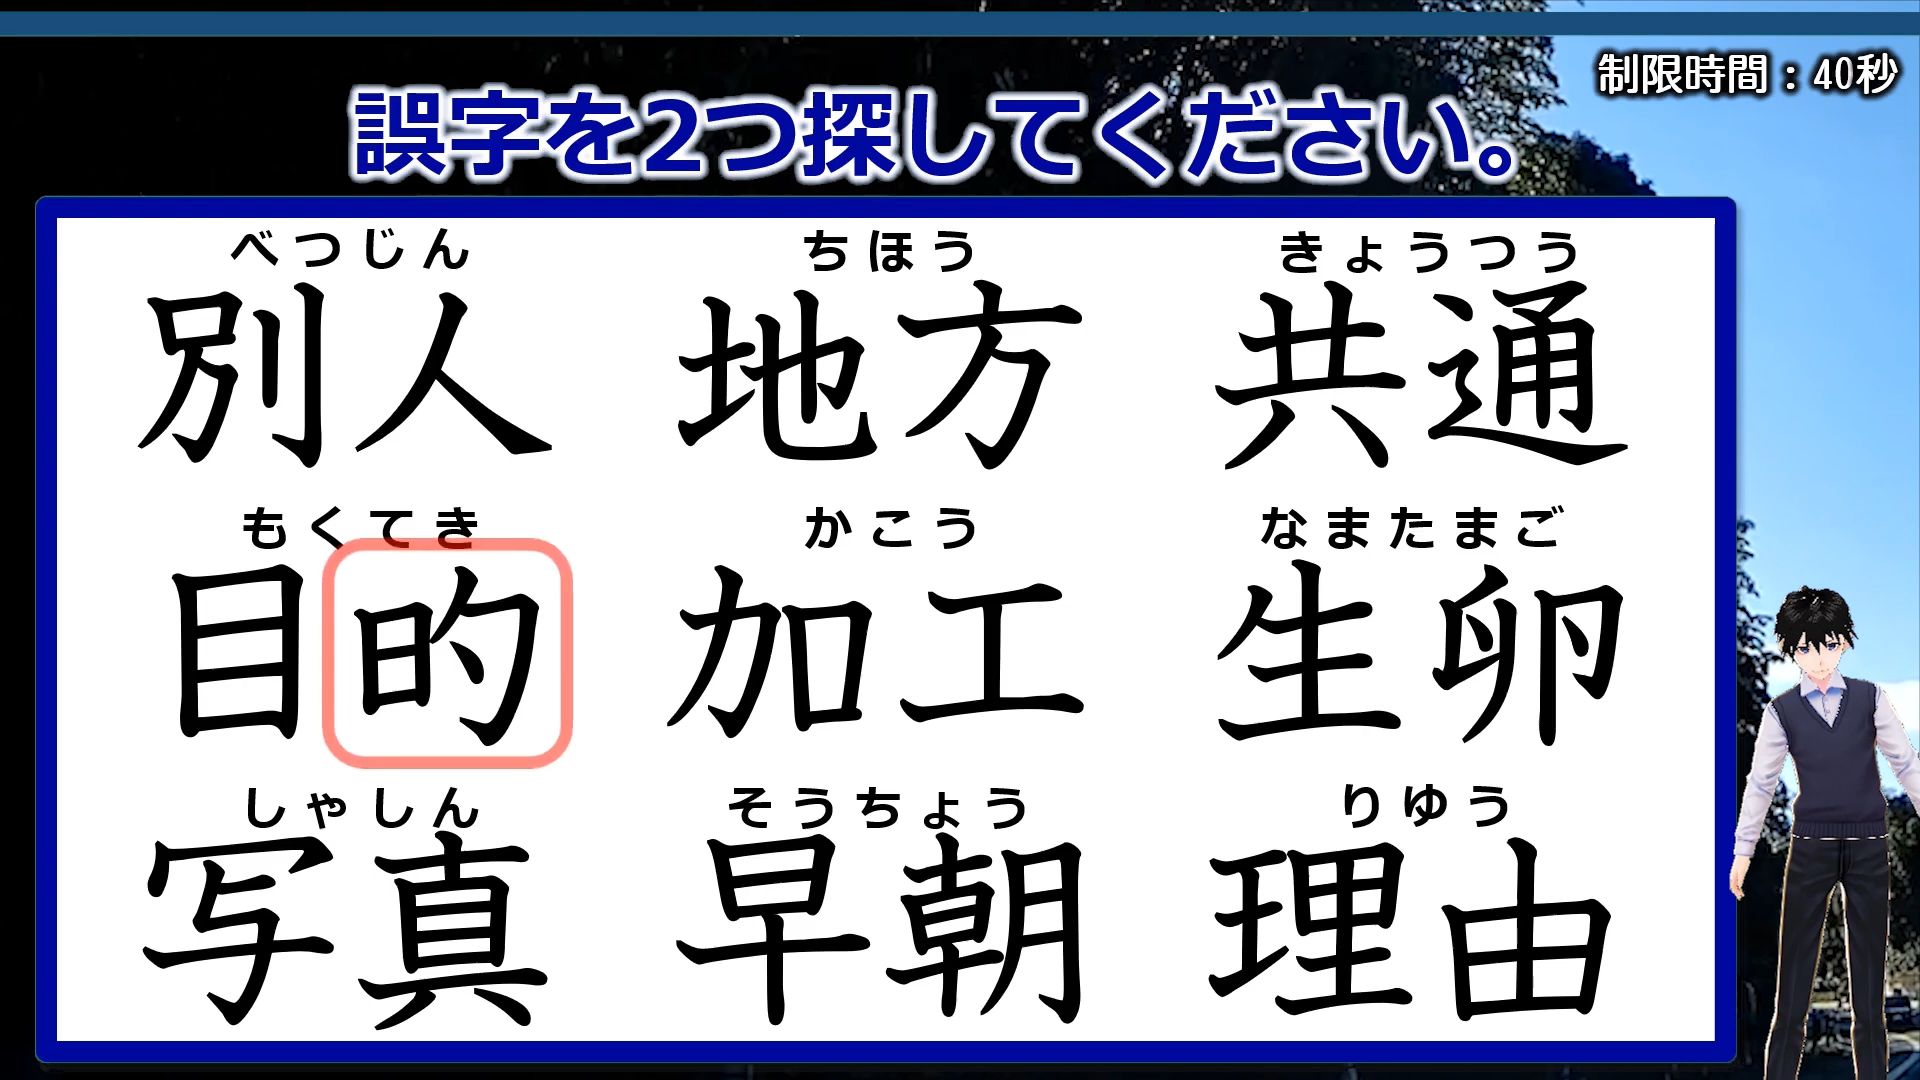 制限時間：40秒
誤字を2つ探してください。
べつじん ちほう きょうつう
別人 地方 共通
もくてき かこう なまたまご
目旳 加工 生卵
しゃしん そうちょう りゆう
写真 早朝 理由